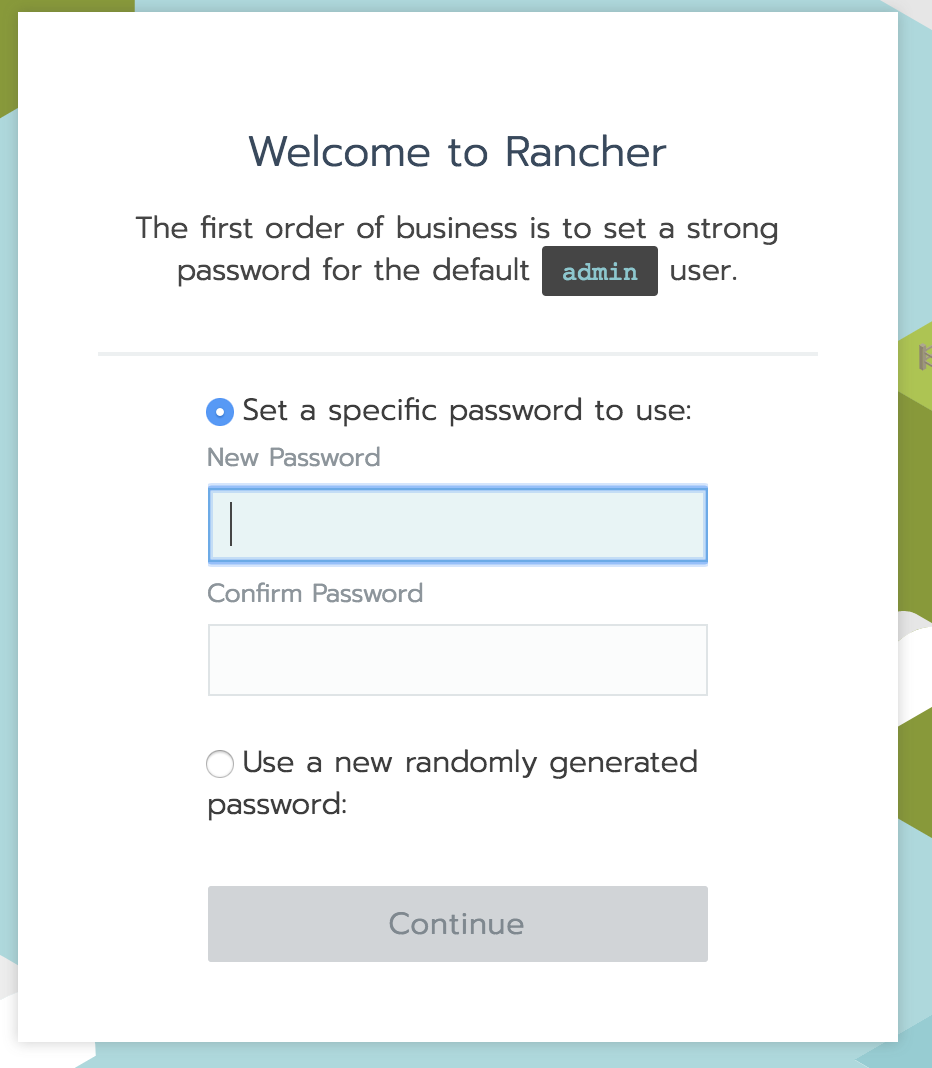 Welcome to Rancher
The first order of business is to set a strong
password for the default admin user.
Set a specific password to use:
New Password
Confirm Password
Use a new randomly generated
password:
Continue